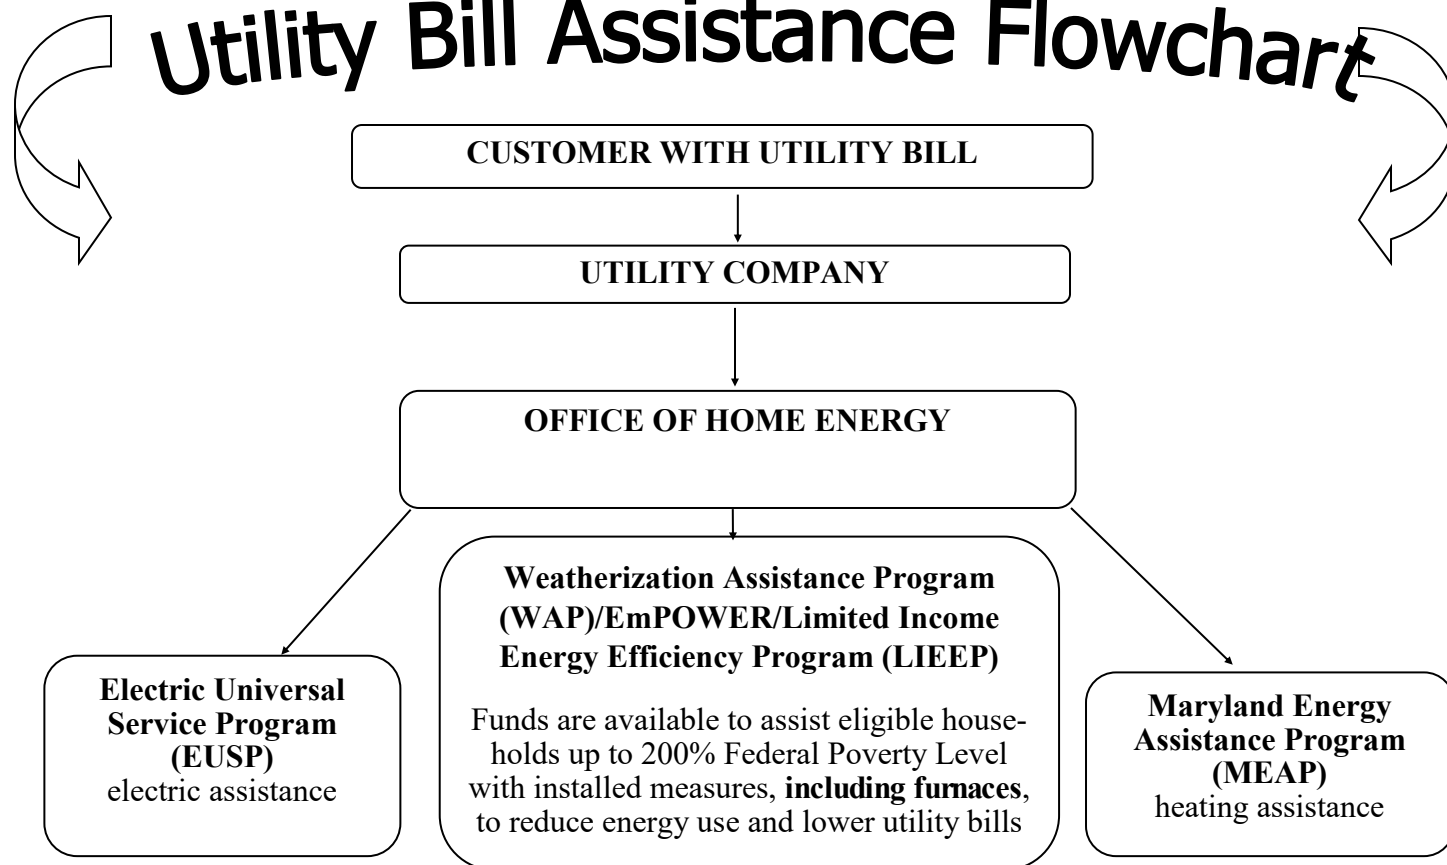 Utility Bill Assistance Flowchart
CUSTOMER WITH UTILITY BILL
UTILITY COMPANY
OFFICE OF HOME ENERGY
Electric Universal
Service Program
(EUSP)
electric assistance
Weatherization Assistance Program
(WAP)/EmPOWER/Limited Income
Energy Efficiency Program (LIEEP)
Funds are available to assist eligible house-
holds up to 200% Federal Poverty Level
with installed measures, including furnaces,
to reduce energy use and lower utility bills
Maryland Energy
Assistance Program
(MEAP)
heating assistance